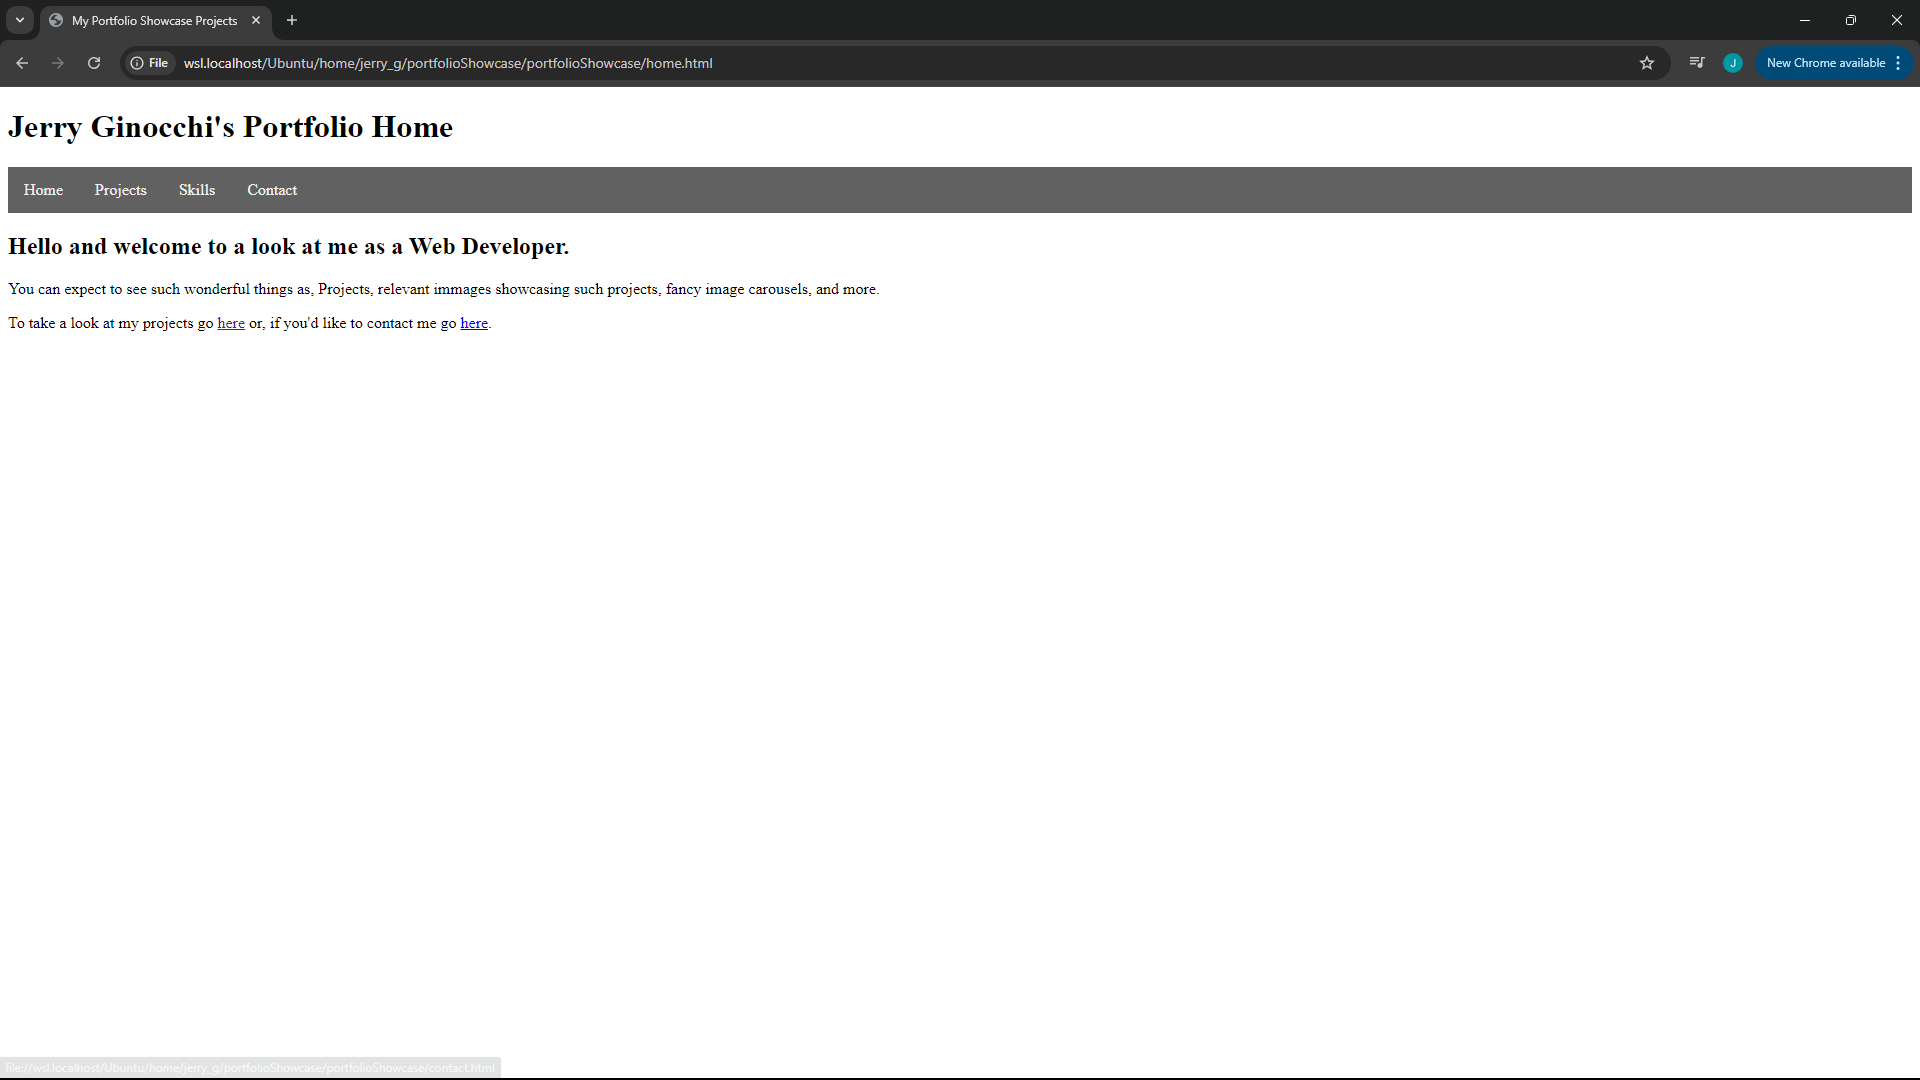 My Portfolio Showcase Projects
File wsl.localhost/Ubuntu/home/jerry_g/portfolioShowcase/portfolioShowcase/home.html J New Chrome available
Jerry Ginocchi's Portfolio Home
Home Projects Skills Contact
Hello and welcome to a look at me as a Web Developer.
You can expect to see such wonderful things as, Projects, relevant immages showcasing such projects, fancy image carousels, and more.
To take a look at my projects go here or, if you'd like to contact me go here.
file://wsl.localhost/Ubuntu/home/jerry_g/portfolioShowcase/portfolioShowcase/contact.html